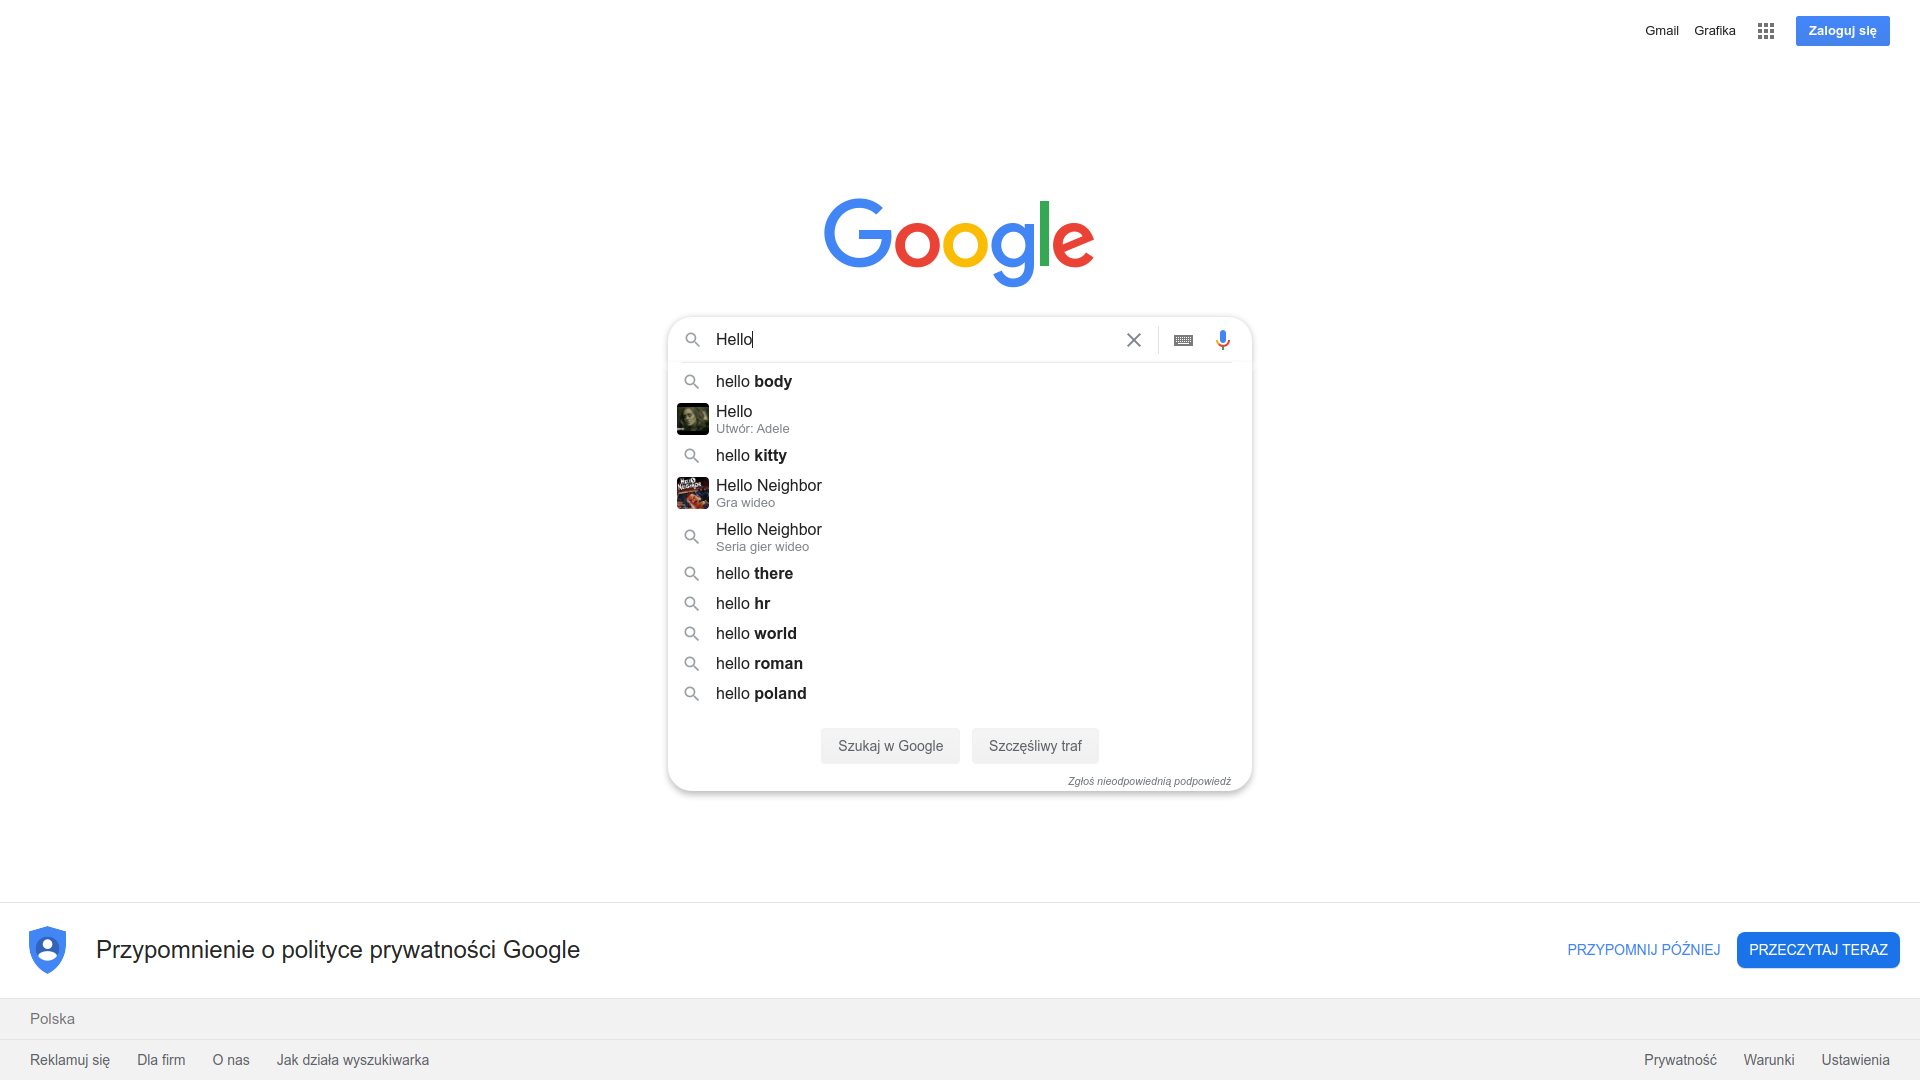 Gmail Grafika Zaloguj się
Google
Hello
hello body
Hello
Utwór: Adele
hello kitty
Hello Neighbor
Gra wideo
Hello Neighbor
Seria gier wideo
hello there
hello hr
hello world
hello roman
hello poland
Szukaj w Google Szczęśliwy traf
Zgłoś nieodpowiednią podpowiedź
Przypomnienie o polityce prywatności Google PRZYPOMNIJ PÓŹNIEJ PRZECZYTAJ TERAZ
Polska
Reklamuj się Dla firm O nas Jak działa wyszukiwarka Prywatność Warunki Ustawienia